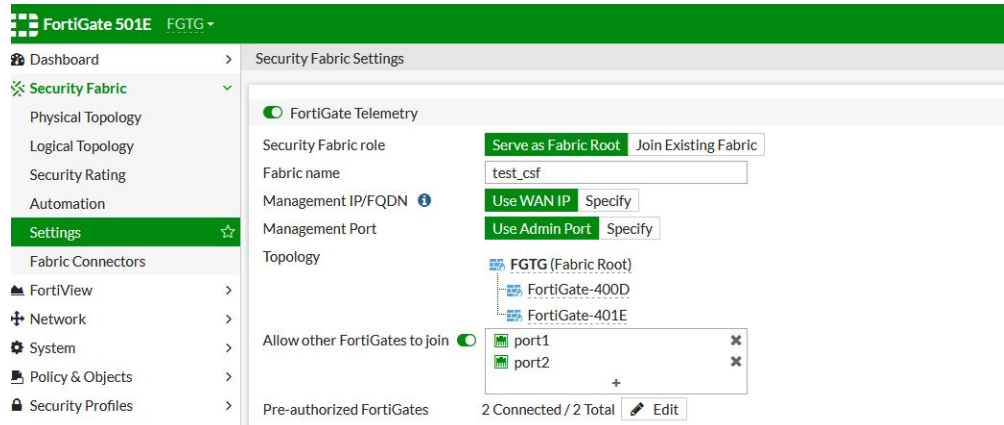 FortiGate 501E FGTG
Dashboard
Security Fabric
Physical Topology
Logical Topology
Security Rating
Automation
Settings
Fabric Connectors
FortiView
Network
System
Policy & Objects
Security Profiles
Security Fabric Settings
FortiGate Telemetry
Security Fabric role Serve as Fabric Root Join Existing Fabric
Fabric name test_csf
Management IP/FQDN Use WAN IP Specify
Management Port Use Admin Port Specify
Topology FGTG (Fabric Root)
FortiGate-400D
FortiGate-401E
Allow other FortiGates to join port1
port2
+
Pre-authorized FortiGates 2 Connected / 2 Total Edit